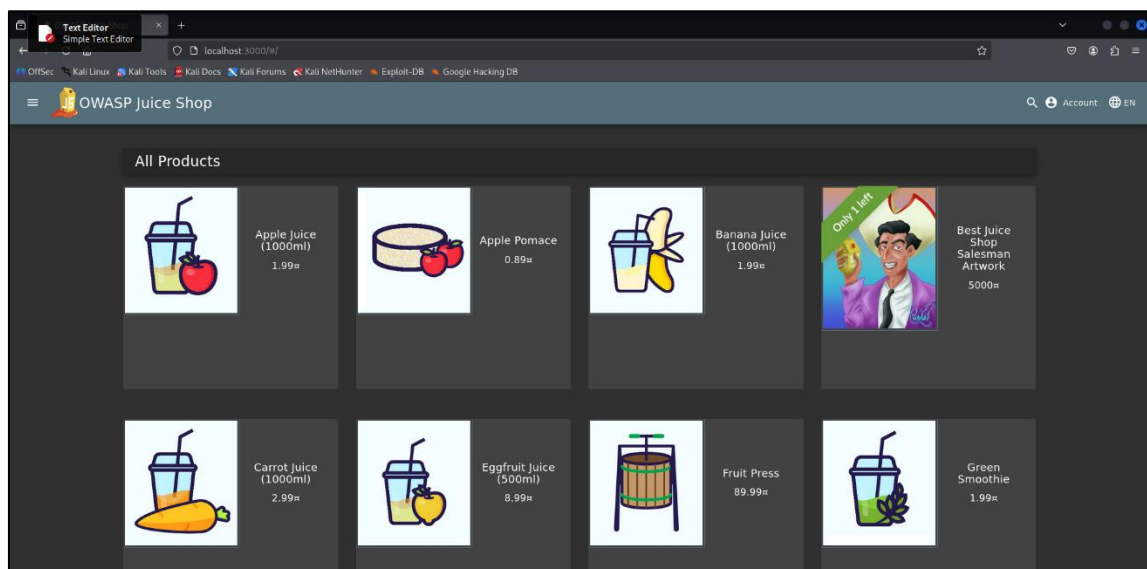 Text Editor
Simple Text Editor
localhost:3000/#/
OffSec
Kali Linux
Kali Tools
Kali Docs
Kali Forums
Kali NetHunter
Exploit-DB
Google Hacking DB
OWASP Juice Shop
Account
EN
All Products
Apple Juice
(1000ml)
1.99¤
Apple Pomace
0.89¤
Banana Juice
(1000ml)
1.99¤
Only 1 left
Best Juice
Shop
Salesman
Artwork
5000¤
Carrot Juice
(1000ml)
2.99¤
Eggfruit Juice
(500ml)
8.99¤
Fruit Press
89.99¤
Green
Smoothie
1.99¤